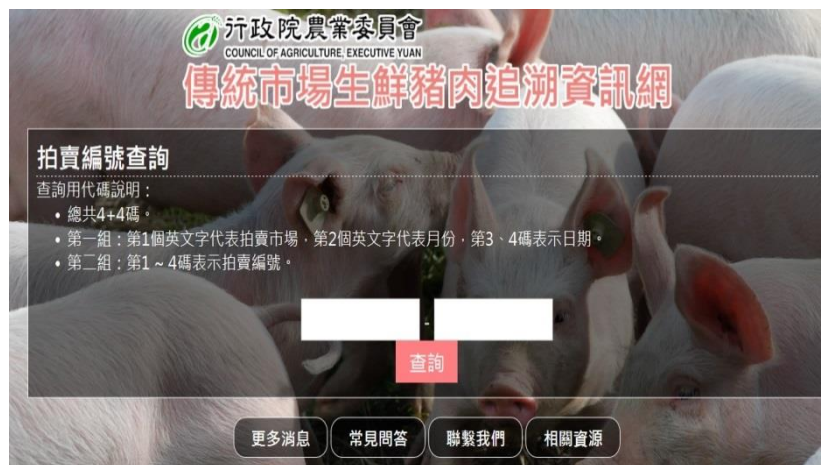 行政院農業委員會
COUNCIL OF AGRICULTURE, EXECUTIVE YUAN
傳統市場生鮮豬肉追溯資訊網
拍賣編號查詢
查詢用代碼說明：
• 總共4+4碼。
• 第一組：第1個英文字代表拍賣市場，第2個英文字代表月份，第3、4碼表示日期。
• 第二組：第1 ~ 4碼表示拍賣編號。
-
查詢
更多消息 常見問答 聯繫我們 相關資源